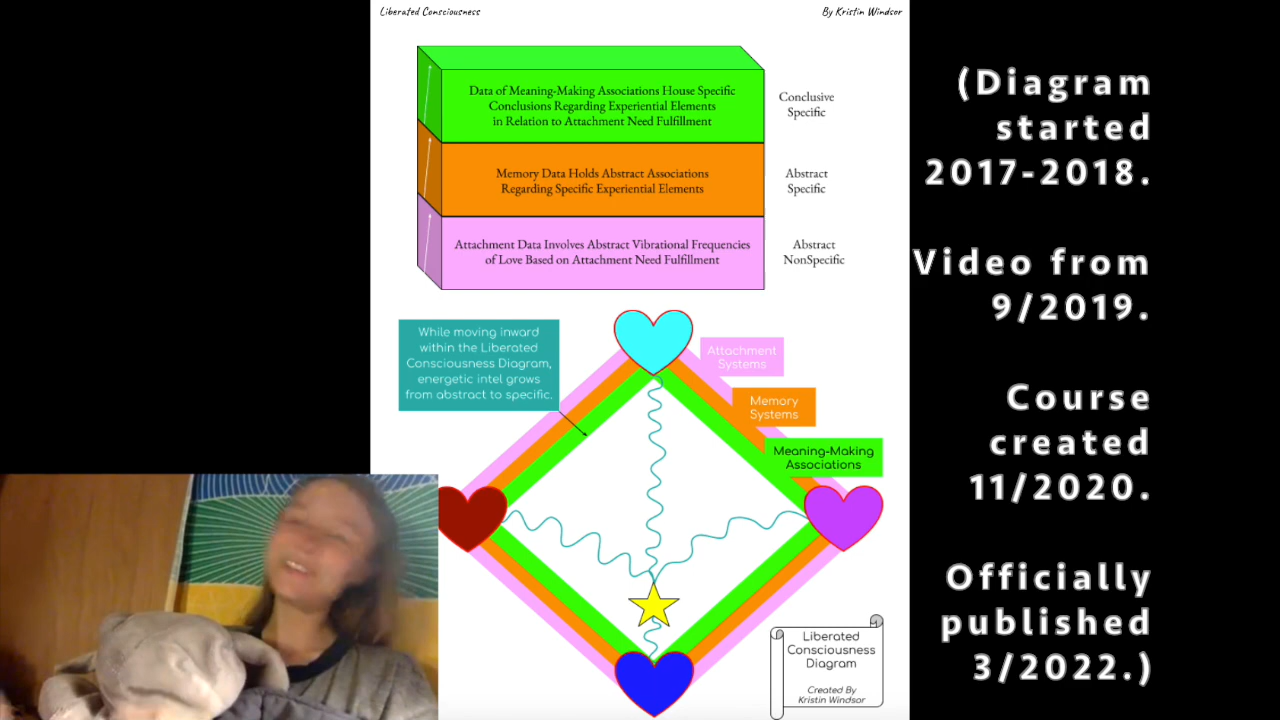 Liberated Consciousness
By Kristin Windsor
Data of Meaning-Making Associations House Specific
Conclusions Regarding Experiential Elements
in Relation to Attachment Need Fulfillment
Conclusive
Specific
Memory Data Holds Abstract Associations
Regarding Specific Experiential Elements
Abstract
Specific
Attachment Data Involves Abstract Vibrational Frequencies
of Love Based on Attachment Need Fulfillment
Abstract
NonSpecific
While moving inward
within the Liberated
Consciousness Diagram,
energetic intel grows
from abstract to specific.
Attachment
Systems
Memory
Systems
Meaning-Making
Associations
Liberated
Consciousness
Diagram
Created By
Kristin Windsor
(Diagram
started
2017-2018.
Video from
9/2019.
Course
created
11/2020.
Officially
published
3/2022.)